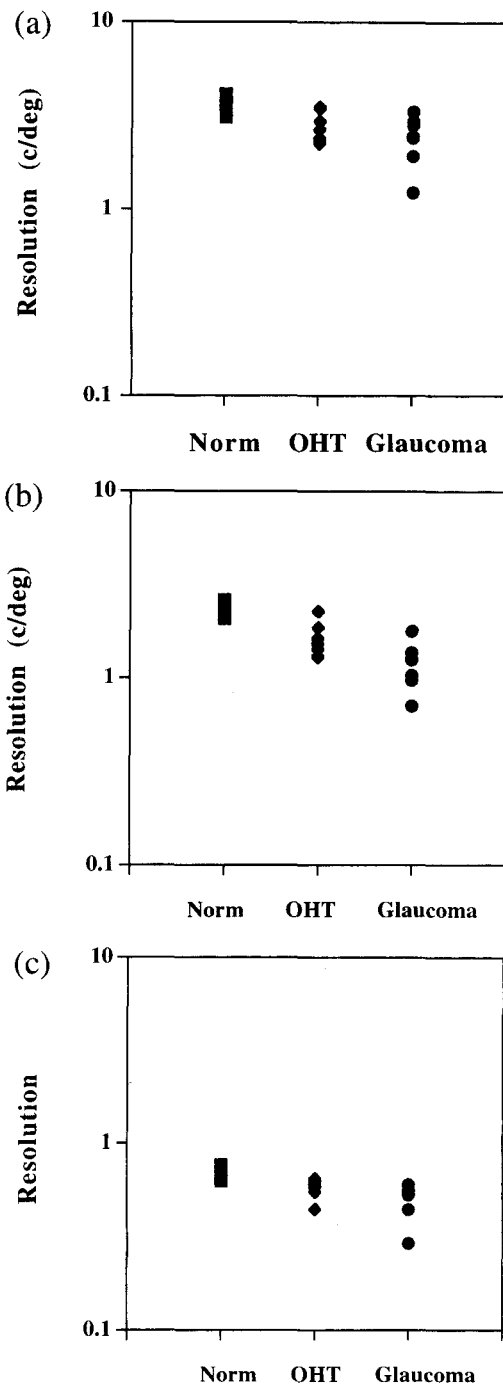 (a)
10
1
0.1
Resolution (c/deg)
Norm OHT Glaucoma
(b)
10
1
0.1
Resolution (c/deg)
Norm OHT Glaucoma
(c)
10
1
0.1
Resolution
Norm OHT Glaucoma